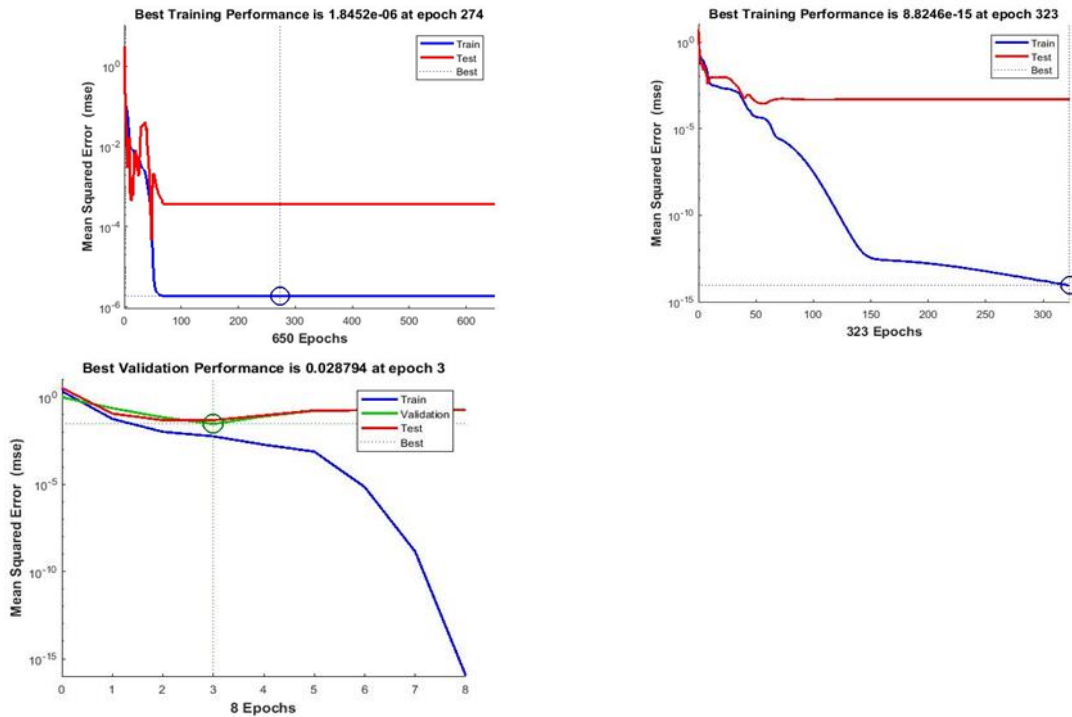 Best Training Performance is 1.8452e-06 at epoch 274
Mean Squared Error (mse)
10^0
10^-2
10^-4
10^-6
Train
Test
Best
0 100 200 300 400 500 600
650 Epochs
Best Training Performance is 8.8246e-15 at epoch 323
Mean Squared Error (mse)
10^0
10^-5
10^-10
10^-15
Train
Test
Best
0 50 100 150 200 250 300
323 Epochs
Best Validation Performance is 0.028794 at epoch 3
Mean Squared Error (mse)
10^0
10^-5
10^-10
10^-15
Train
Validation
Test
Best
0 1 2 3 4 5 6 7 8
8 Epochs